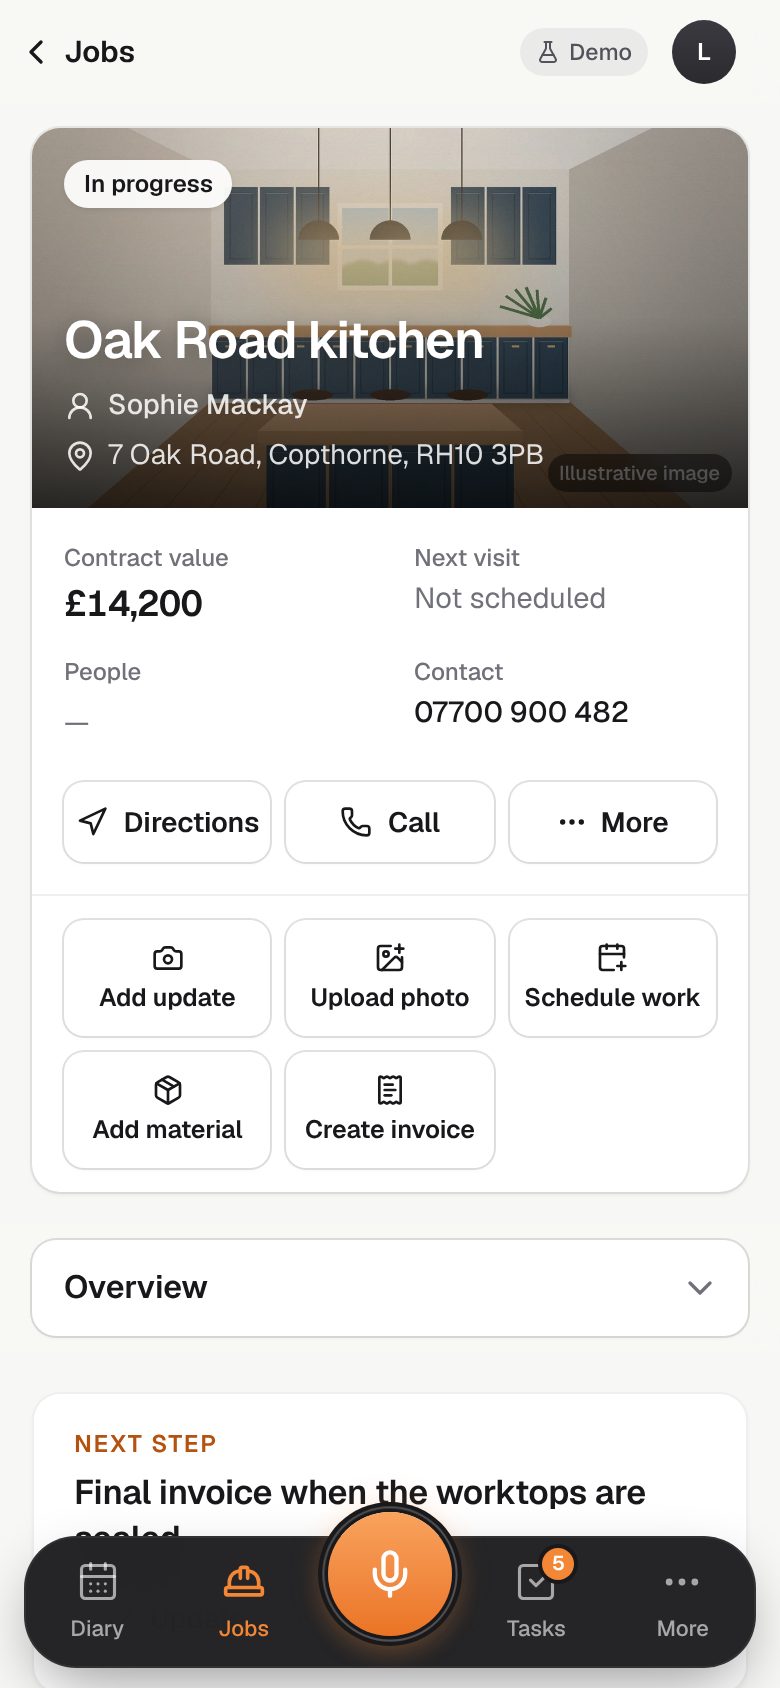 Jobs
Demo
L
In progress
Oak Road kitchen
Sophie Mackay
7 Oak Road, Copthorne, RH10 3PB
Illustrative image
Contract value
Next visit
£14,200
Not scheduled
People
Contact
—
07700 900 482
Directions
Call
More
Add update
Upload photo
Schedule work
Add material
Create invoice
Overview
NEXT STEP
Final invoice when the worktops are
sealed
5
Diary
Jobs
Tasks
More